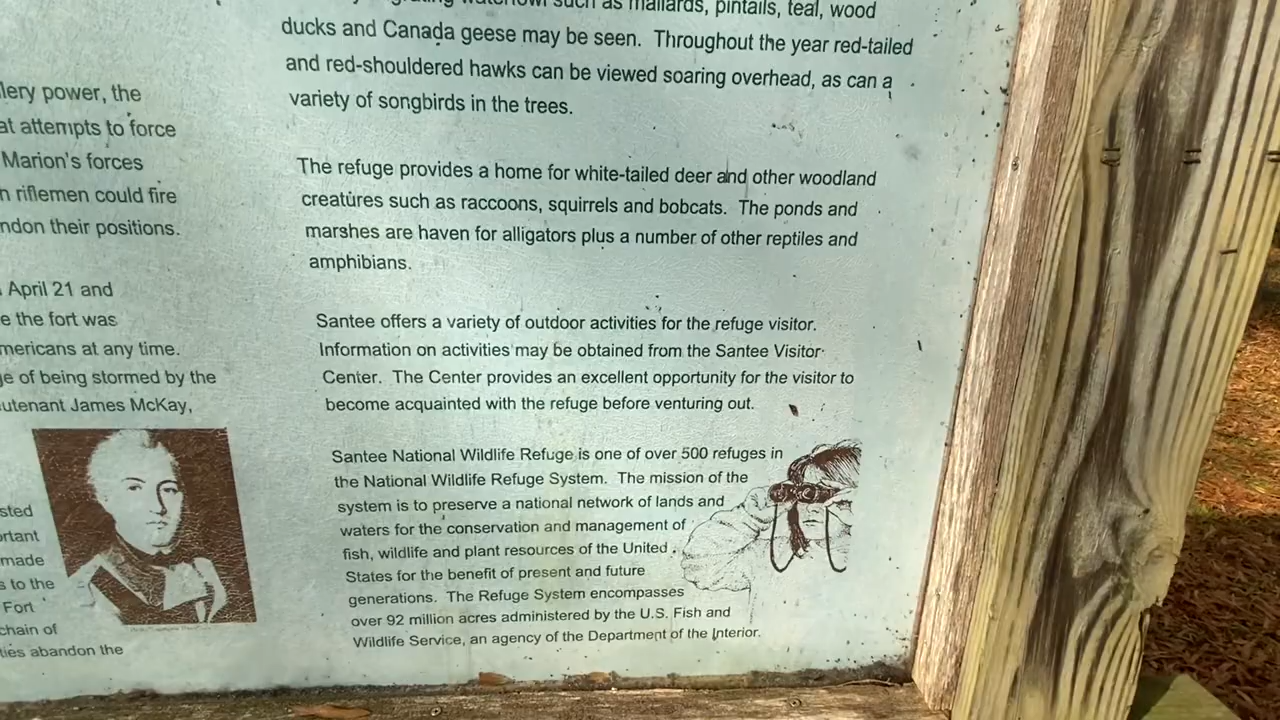 lery power, the
at attempts to force
Marion's forces
n riflemen could fire
ndon their positions.
April 21 and
e the fort was
mericans at any time.
ge of being stormed by the
utenant James McKay,
sted
ortant
made
s to the
Fort
chain of
ties abandon the
such as mallards, pintails, teal, wood
ducks and Canada geese may be seen. Throughout the year red-tailed
and red-shouldered hawks can be viewed soaring overhead, as can a
variety of songbirds in the trees.
The refuge provides a home for white-tailed deer and other woodland
creatures such as raccoons, squirrels and bobcats. The ponds and
marshes are haven for alligators plus a number of other reptiles and
amphibians.
Santee offers a variety of outdoor activities for the refuge visitor.
Information on activities may be obtained from the Santee Visitor
Center. The Center provides an excellent opportunity for the visitor to
become acquainted with the refuge before venturing out.
Santee National Wildlife Refuge is one of over 500 refuges in
the National Wildlife Refuge System. The mission of the
system is to preserve a national network of lands and
waters for the conservation and management of
fish, wildlife and plant resources of the United
States for the benefit of present and future
generations. The Refuge System encompasses
over 92 million acres administered by the U.S. Fish and
Wildlife Service, an agency of the Department of the Interior.